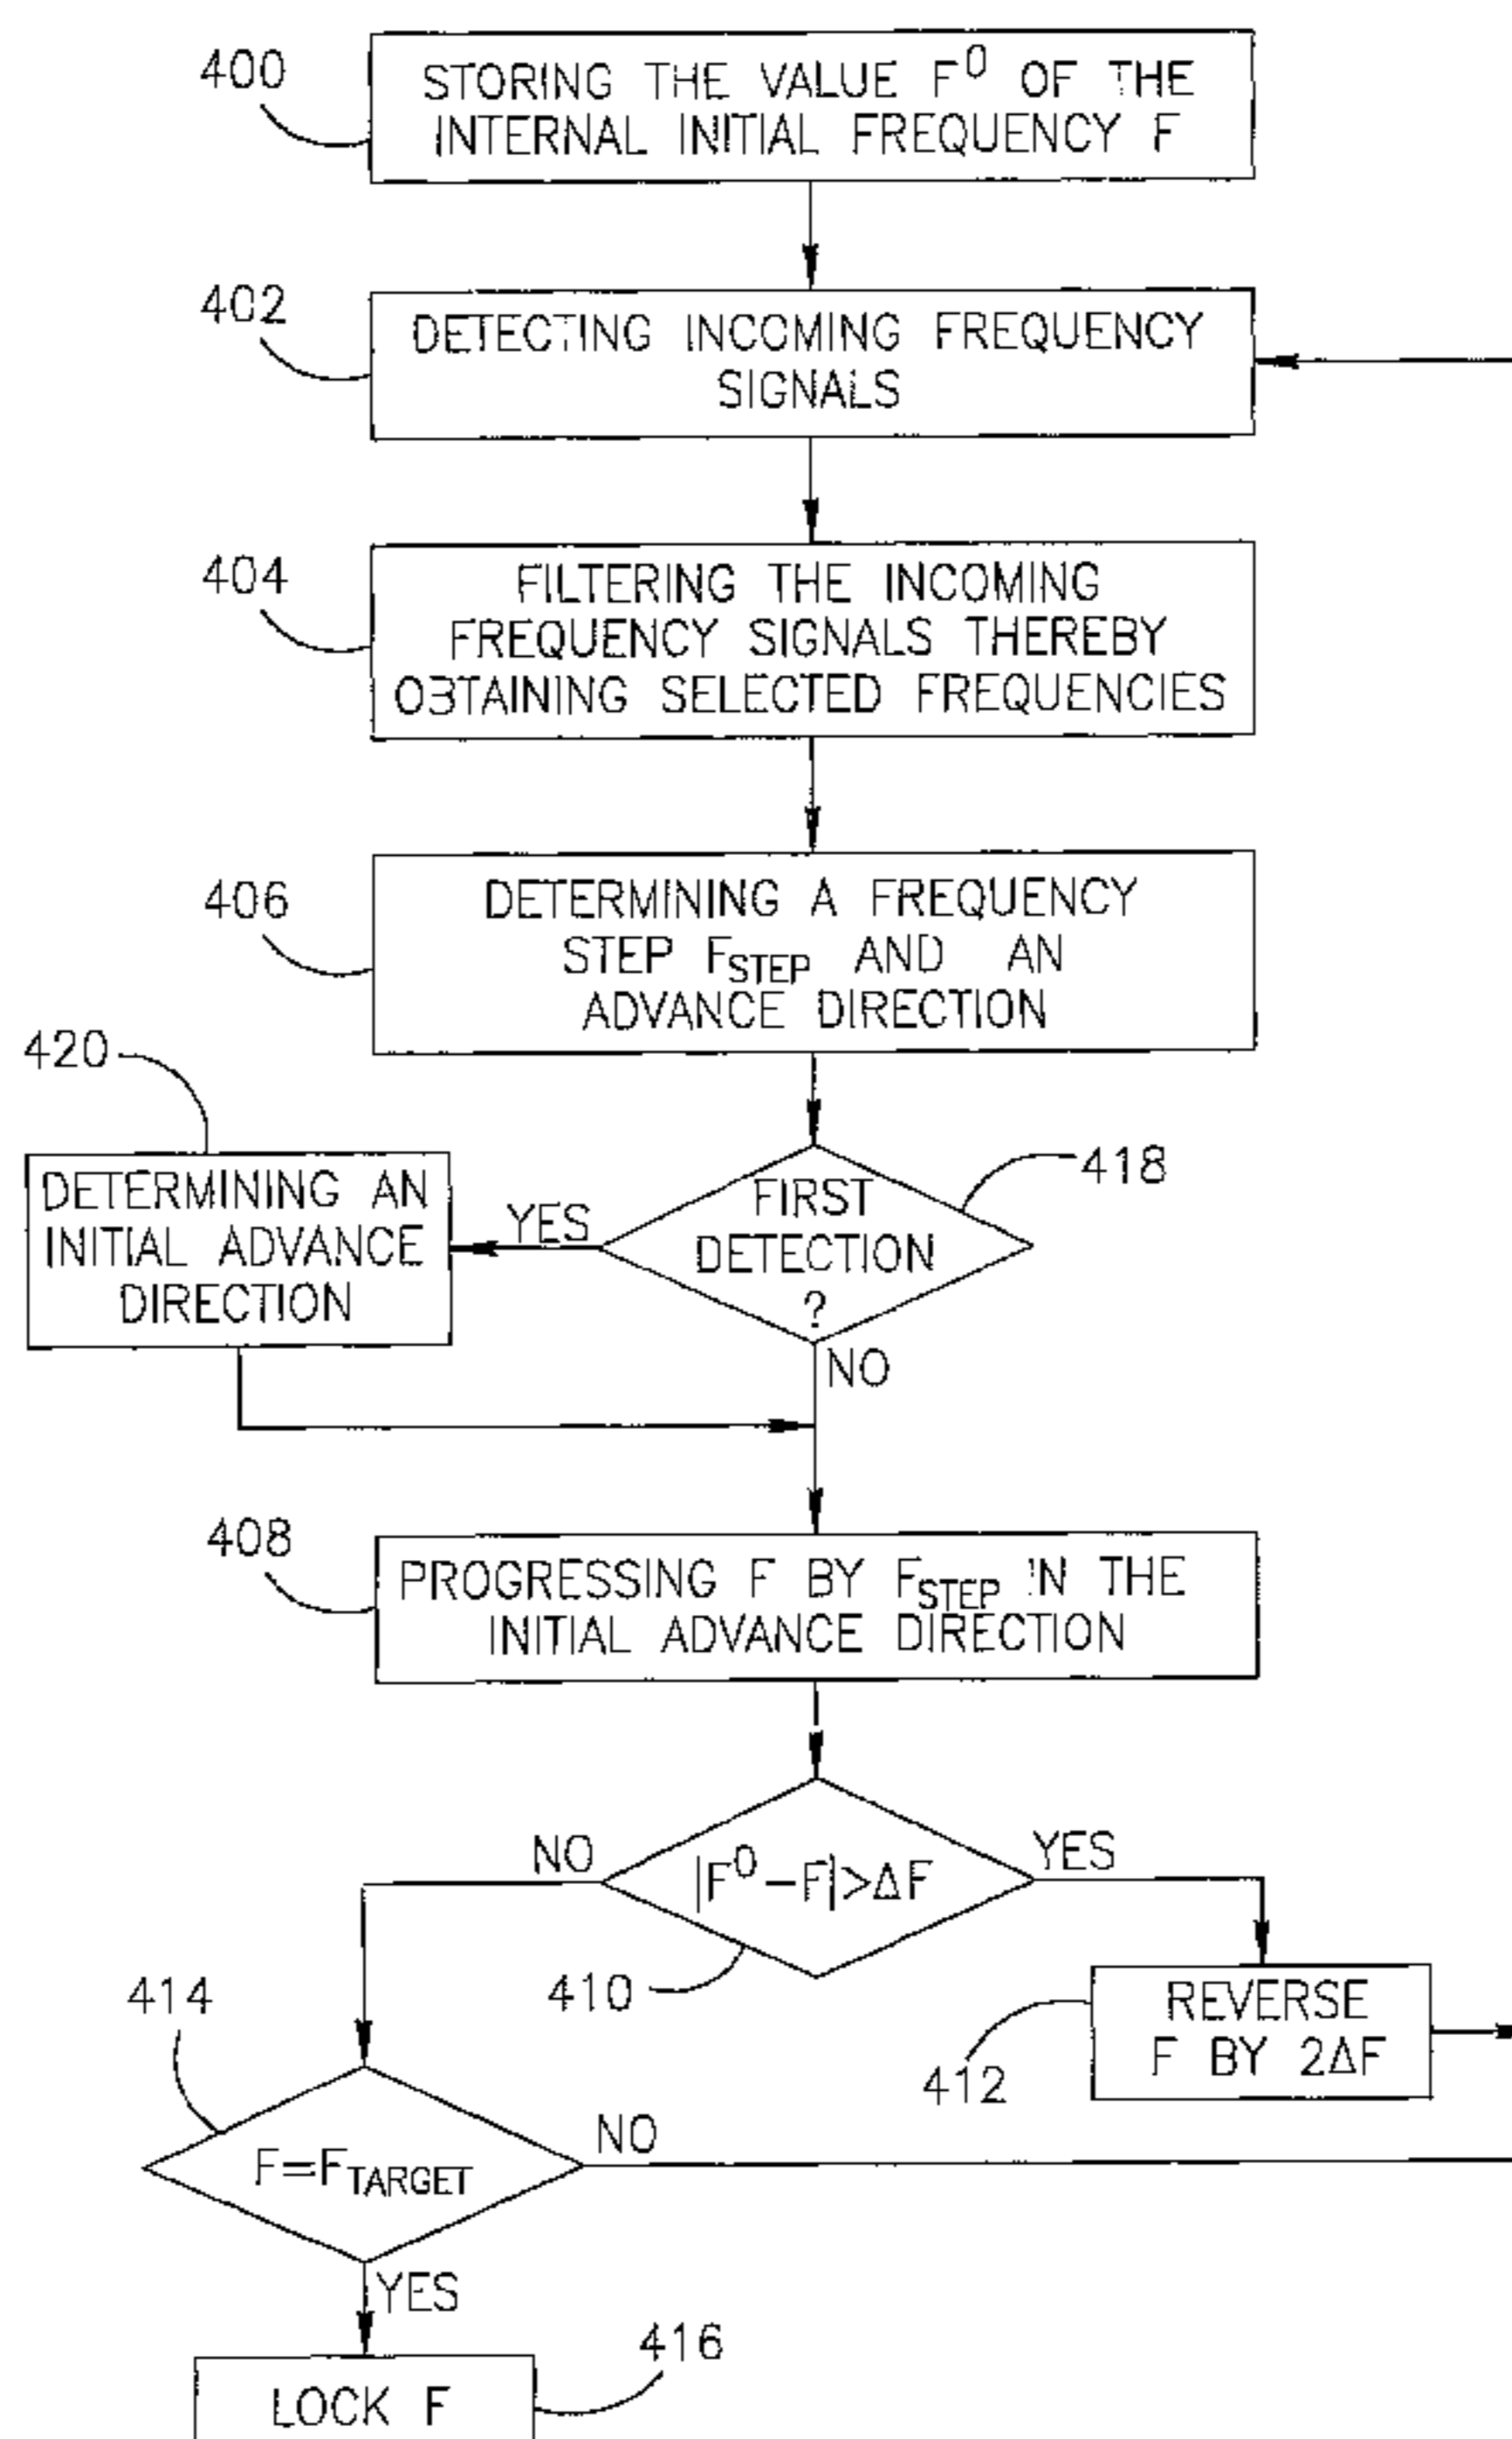 400
STORING THE VALUE F⁰ OF THE
INTERNAL INITIAL FREQUENCY F
402
DETECTING INCOMING FREQUENCY
SIGNALS
404
FILTERING THE INCOMING
FREQUENCY SIGNALS THEREBY
OBTAINING SELECTED FREQUENCIES
406
DETERMINING A FREQUENCY
STEP F_STEP AND AN
ADVANCE DIRECTION
420
DETERMINING AN
INITIAL ADVANCE
DIRECTION
YES
FIRST
DETECTION
?
418
NO
408
PROGRESSING F BY F_STEP IN THE
INITIAL ADVANCE DIRECTION
NO
|F⁰-F|>ΔF
YES
410
412
REVERSE
F BY 2ΔF
414
F=F_TARGET
NO
YES
416
LOCK F